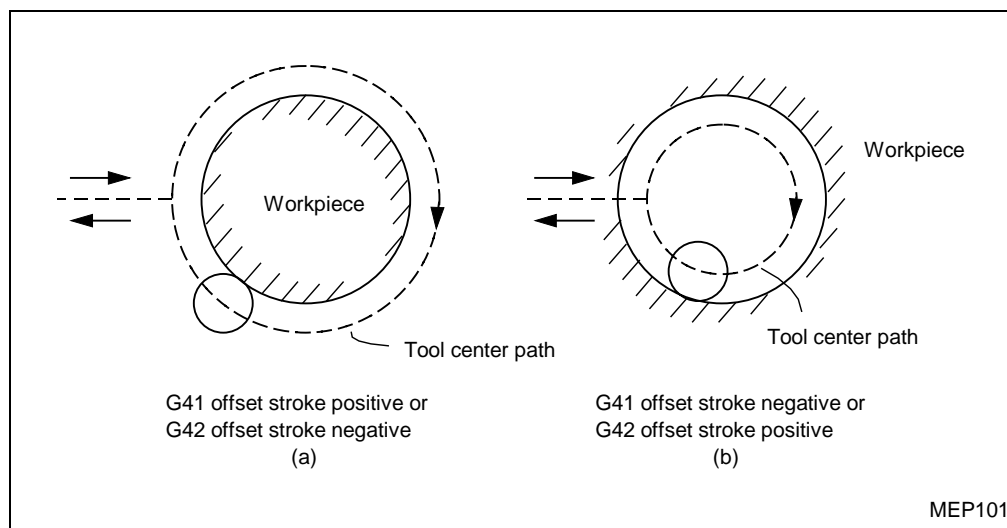 Workpiece
Tool center path
G41 offset stroke positive or
G42 offset stroke negative
(a)
Workpiece
Tool center path
G41 offset stroke negative or
G42 offset stroke positive
(b)
MEP101